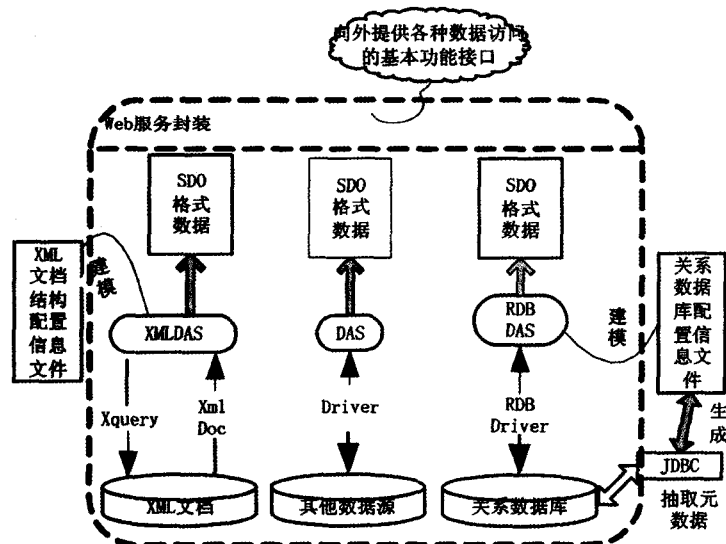 向外提供各种数据访问
的基本功能接口
Web服务封装
SDO
格式
数据
SDO
格式
数据
SDO
格式
数据
XML
文档
结构
配置
信息
文件
建模
XMLDAS
DAS
RDB
DAS
建模
关系
数据
库配
置信
息文
件
Xquery
Xml
Doc
Driver
RDB
Driver
生成
XML文档
其他数据源
关系数据库
JDBC
抽取元
数据